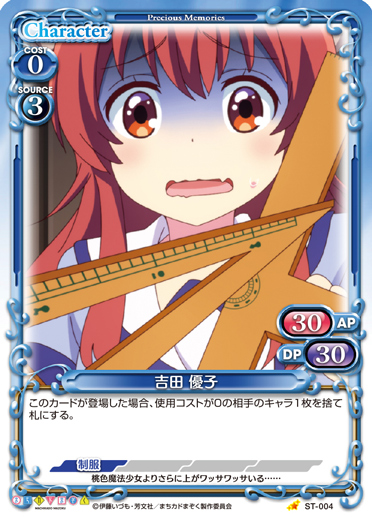 Precious Memories
Character
COST
0
SOURCE
3
10
30 AP
DP 30
吉田 優子
このカードが登場した場合、使用コストが0の相手のキャラ1枚を捨て
札にする。
制服
桃色魔法少女よりさらに上がワッサワッサいる……
©伊藤いづも・芳文社／まちカドまぞく製作委員会
ST-004